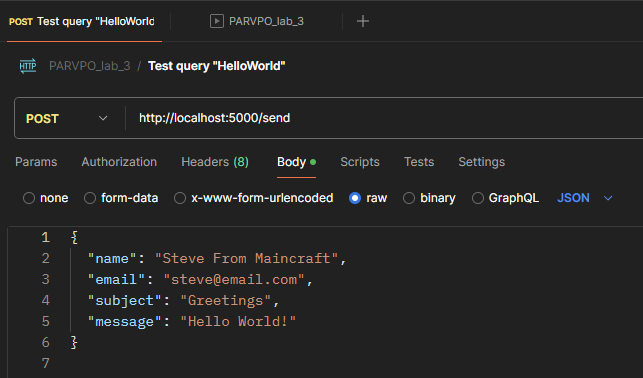 POST Test query "HelloWorld
PARVPO_lab_3
HTTP PARVPO_lab_3 / Test query "HelloWorld"
POST http://localhost:5000/send
Params Authorization Headers (8) Body Scripts Tests Settings
none form-data x-www-form-urlencoded raw binary GraphQL JSON
1 {
2 "name": "Steve From Maincraft",
3 "email": "steve@email.com",
4 "subject": "Greetings",
5 "message": "Hello World!"
6 }
7